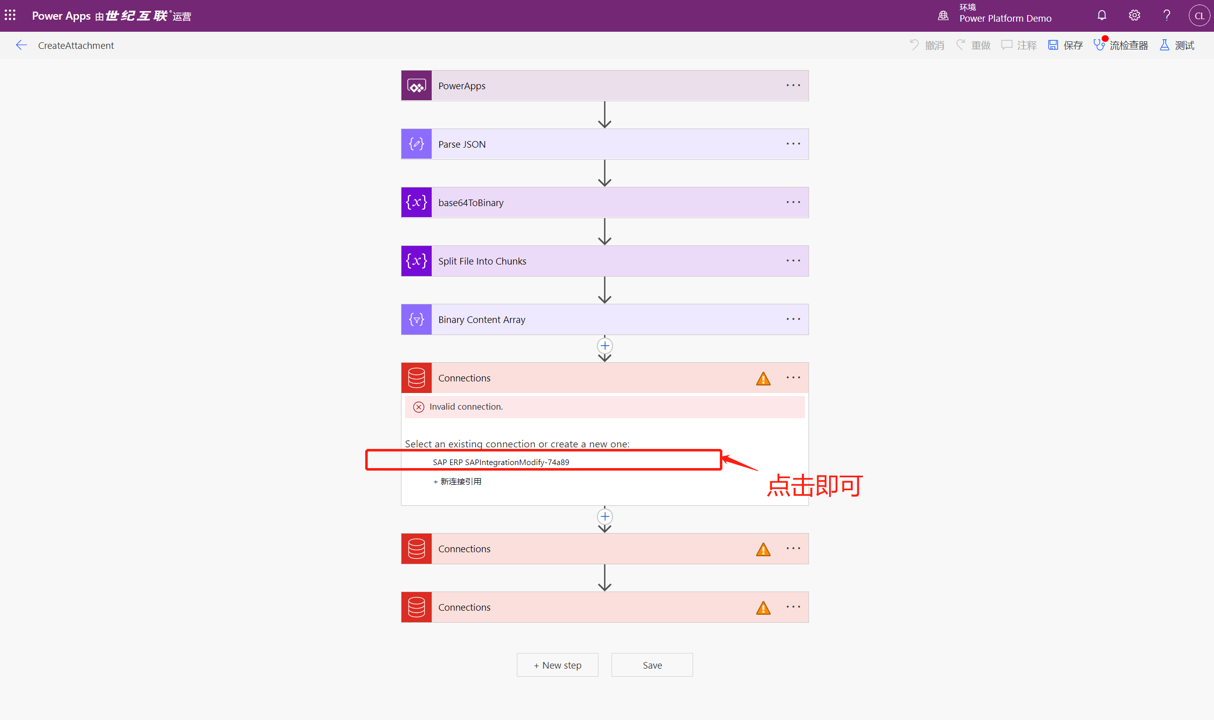 Power Apps 由世纪互联运营
环境
Power Platform Demo
CL
CreateAttachment
撤消 重做 注释 保存 流检查器 测试
PowerApps
Parse JSON
base64ToBinary
Split File Into Chunks
Binary Content Array
Connections
Invalid connection.
Select an existing connection or create a new one:
SAP ERP SAPIntegrationModify-74a89
+ 新连接引用
点击即可
Connections
Connections
+ New step Save